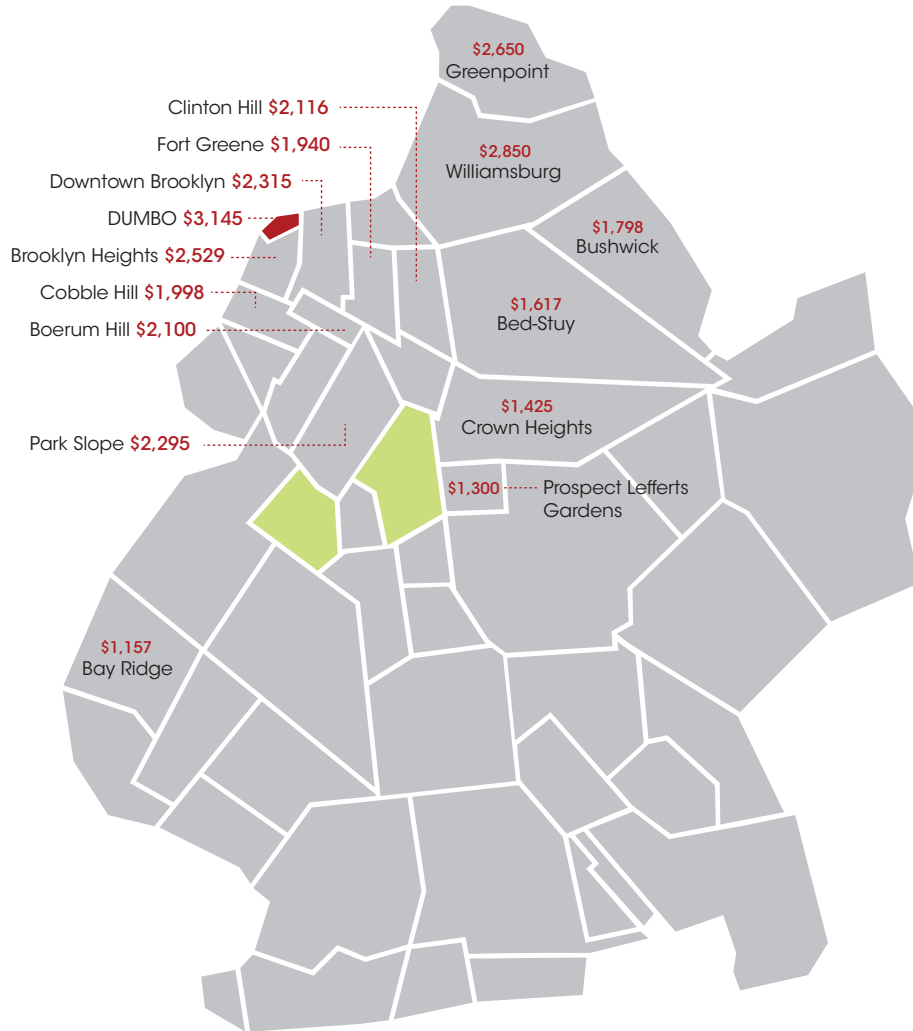 $2,650
Greenpoint
Clinton Hill $2,116
Fort Greene $1,940
$2,850
Williamsburg
Downtown Brooklyn $2,315
DUMBO $3,145
$1,798
Bushwick
Brooklyn Heights $2,529
Cobble Hill $1,998
$1,617
Bed-Stuy
Boerum Hill $2,100
$1,425
Crown Heights
Park Slope $2,295
$1,300
Prospect Lefferts
Gardens
$1,157
Bay Ridge